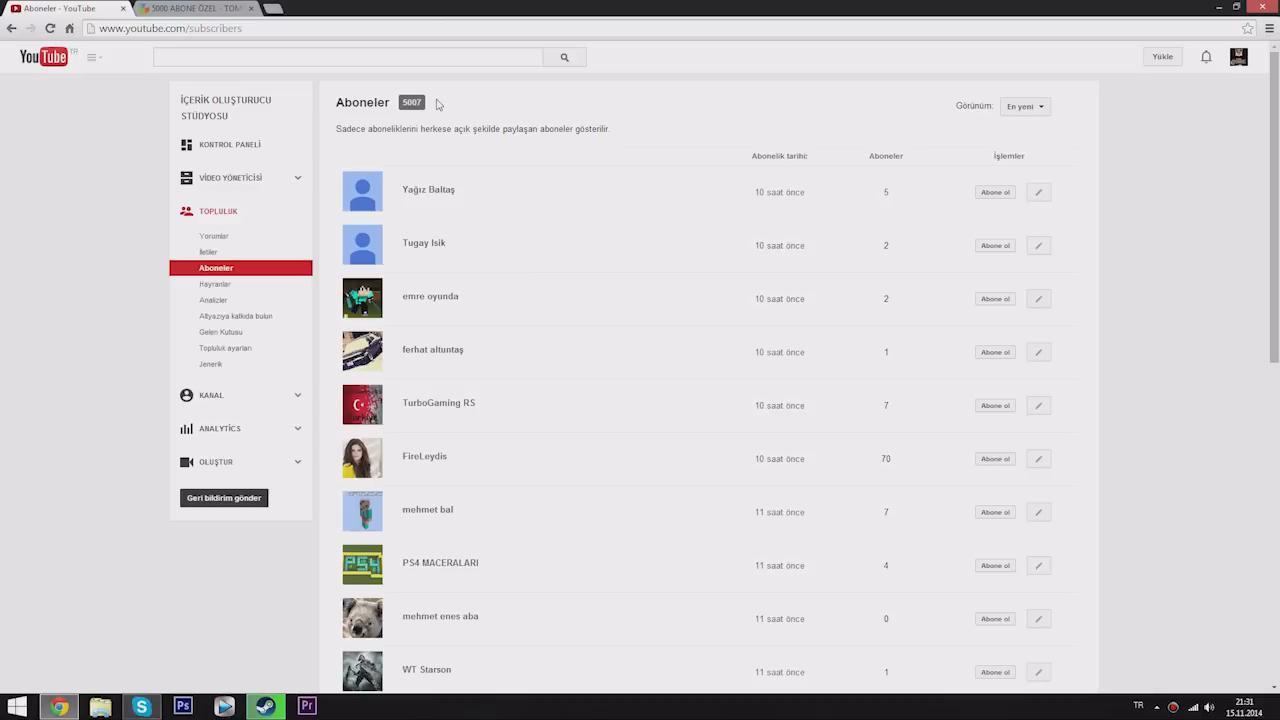 Aboneler - YouTube
5000 ABONE ÖZEL - TOM
www.youtube.com/subscribers
YouTube TR
Yükle
İÇERİK OLUŞTURUCU
STÜDYOSU
KONTROL PANELİ
VİDEO YÖNETİCİSİ
TOPLULUK
Yorumlar
İletiler
Aboneler
Hayranlar
Analizler
Altyazıya katkıda bulun
Gelen Kutusu
Topluluk ayarları
Jenerik
KANAL
ANALYTICS
OLUŞTUR
Geri bildirim gönder
Aboneler 5007
Görünüm: En yeni
Sadece aboneliklerini herkese açık şekilde paylaşan aboneler gösterilir.
Abonelik tarihi: Aboneler İşlemler
Yağız Baltaş 10 saat önce 5 Abone ol
Tugay Isik 10 saat önce 2 Abone ol
emre oyunda 10 saat önce 2 Abone ol
ferhat altuntaş 10 saat önce 1 Abone ol
TurboGaming RS 10 saat önce 7 Abone ol
FireLeydis 10 saat önce 70 Abone ol
mehmet bal 11 saat önce 7 Abone ol
PS4
PS4 MACERALARI 11 saat önce 4 Abone ol
mehmet enes aba 11 saat önce 0 Abone ol
WT Starson 11 saat önce 1 Abone ol
Ps
Pr
TR
21:31
15.11.2014